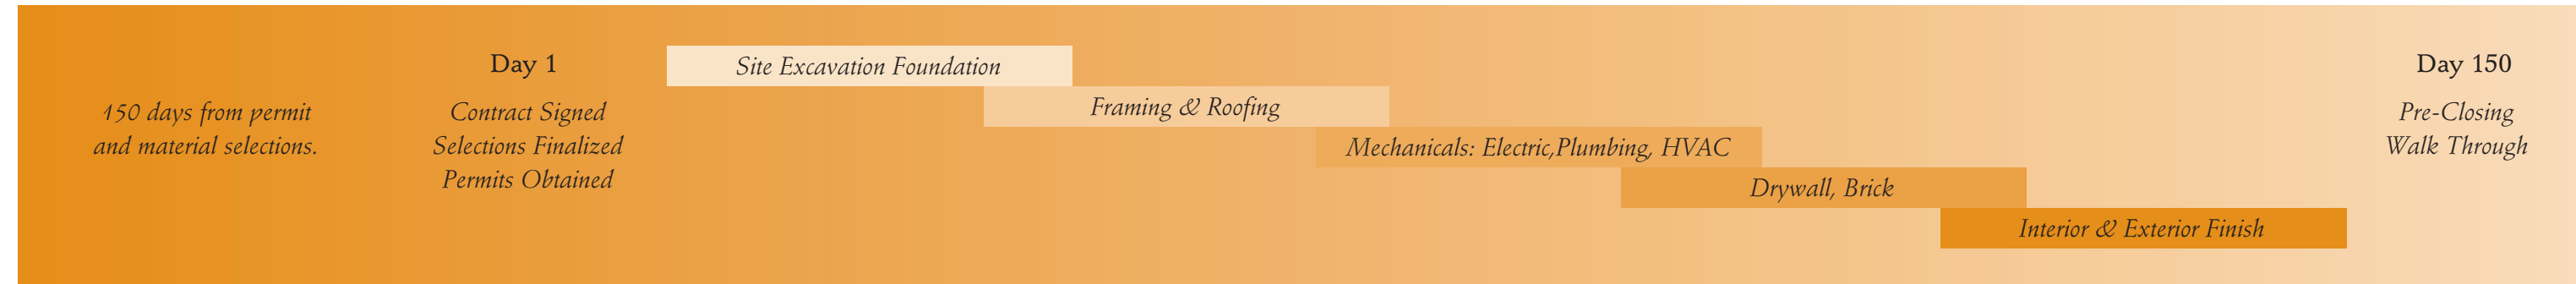 150 days from permit
and material selections.
Day 1
Contract Signed
Selections Finalized
Permits Obtained
Site Excavation Foundation
Framing & Roofing
Mechanicals: Electric,Plumbing, HVAC
Drywall, Brick
Interior & Exterior Finish
Day 150
Pre-Closing
Walk Through